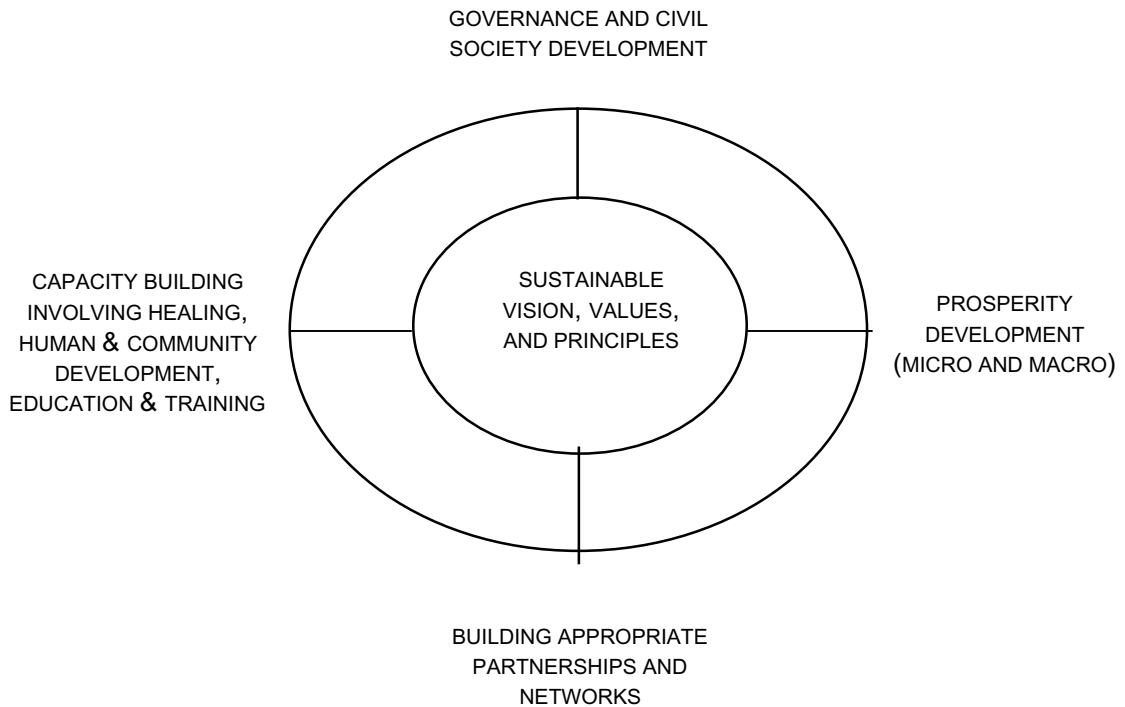 GOVERNANCE AND CIVIL
SOCIETY DEVELOPMENT
CAPACITY BUILDING
INVOLVING HEALING,
HUMAN & COMMUNITY
DEVELOPMENT,
EDUCATION & TRAINING
SUSTAINABLE
VISION, VALUES,
AND PRINCIPLES
PROSPERITY
DEVELOPMENT
(MICRO AND MACRO)
BUILDING APPROPRIATE
PARTNERSHIPS AND
NETWORKS